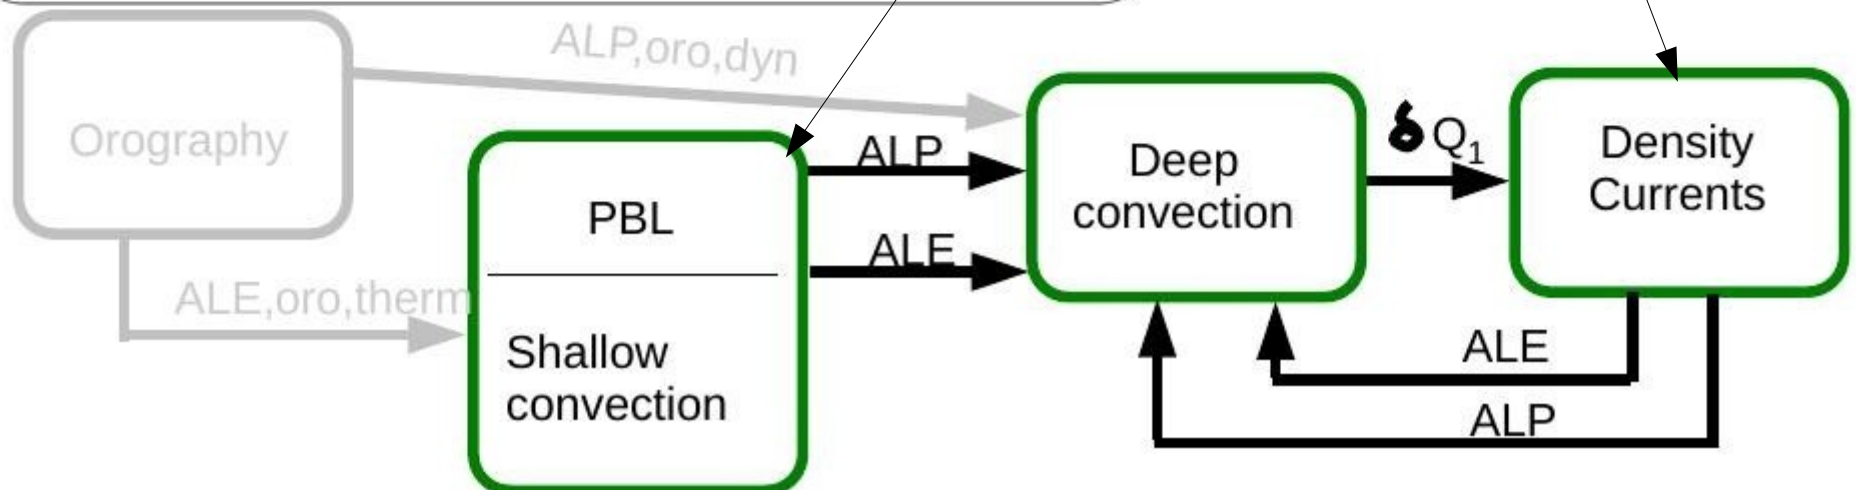 ALP,oro,dyn
Orography
ALE,oro,therm
PBL
Shallow
convection
ALP
ALE
Deep
convection
δQ₁
Density
Currents
ALE
ALP